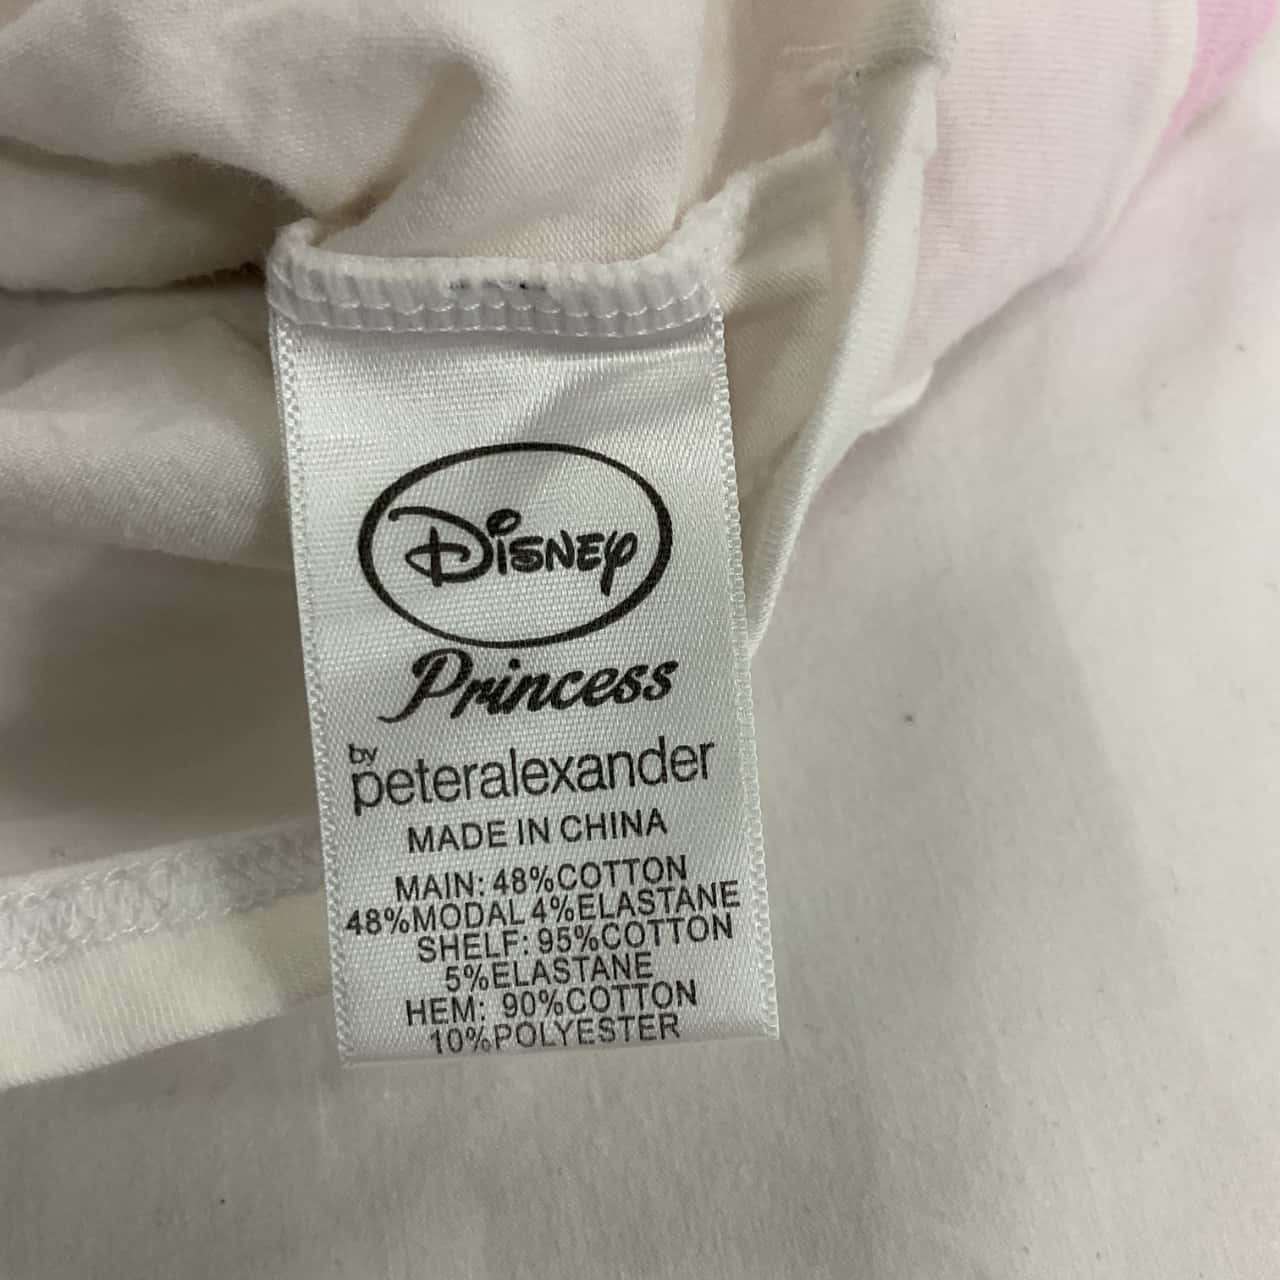 Disney
Princess
by
peteralexander
MADE IN CHINA
MAIN: 48%COTTON
48%MODAL 4%ELASTANE
SHELF: 95%COTTON
5%ELASTANE
HEM: 90%COTTON
10%POLYESTER